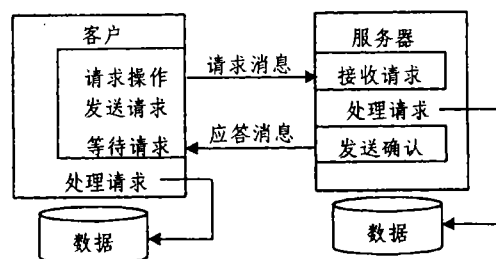 客户
请求操作
发送请求
等待请求
处理请求
数据
请求消息
应答消息
服务器
接收请求
处理请求
发送确认
数据